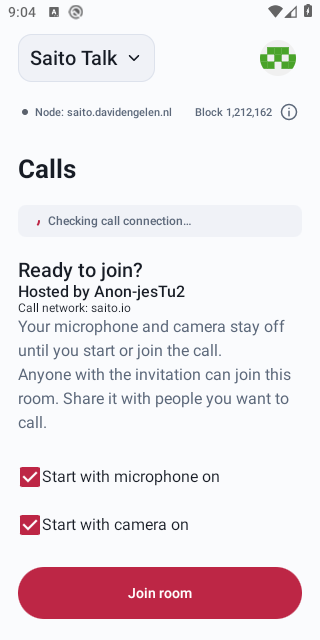 9:04
Saito Talk
Node: saito.davidengelen.nl
Block 1,212,162
Calls
Checking call connection...
Ready to join?
Hosted by Anon-jesTu2
Call network: saito.io
Your microphone and camera stay off
until you start or join the call.
Anyone with the invitation can join this
room. Share it with people you want to
call.
Start with microphone on
Start with camera on
Join room